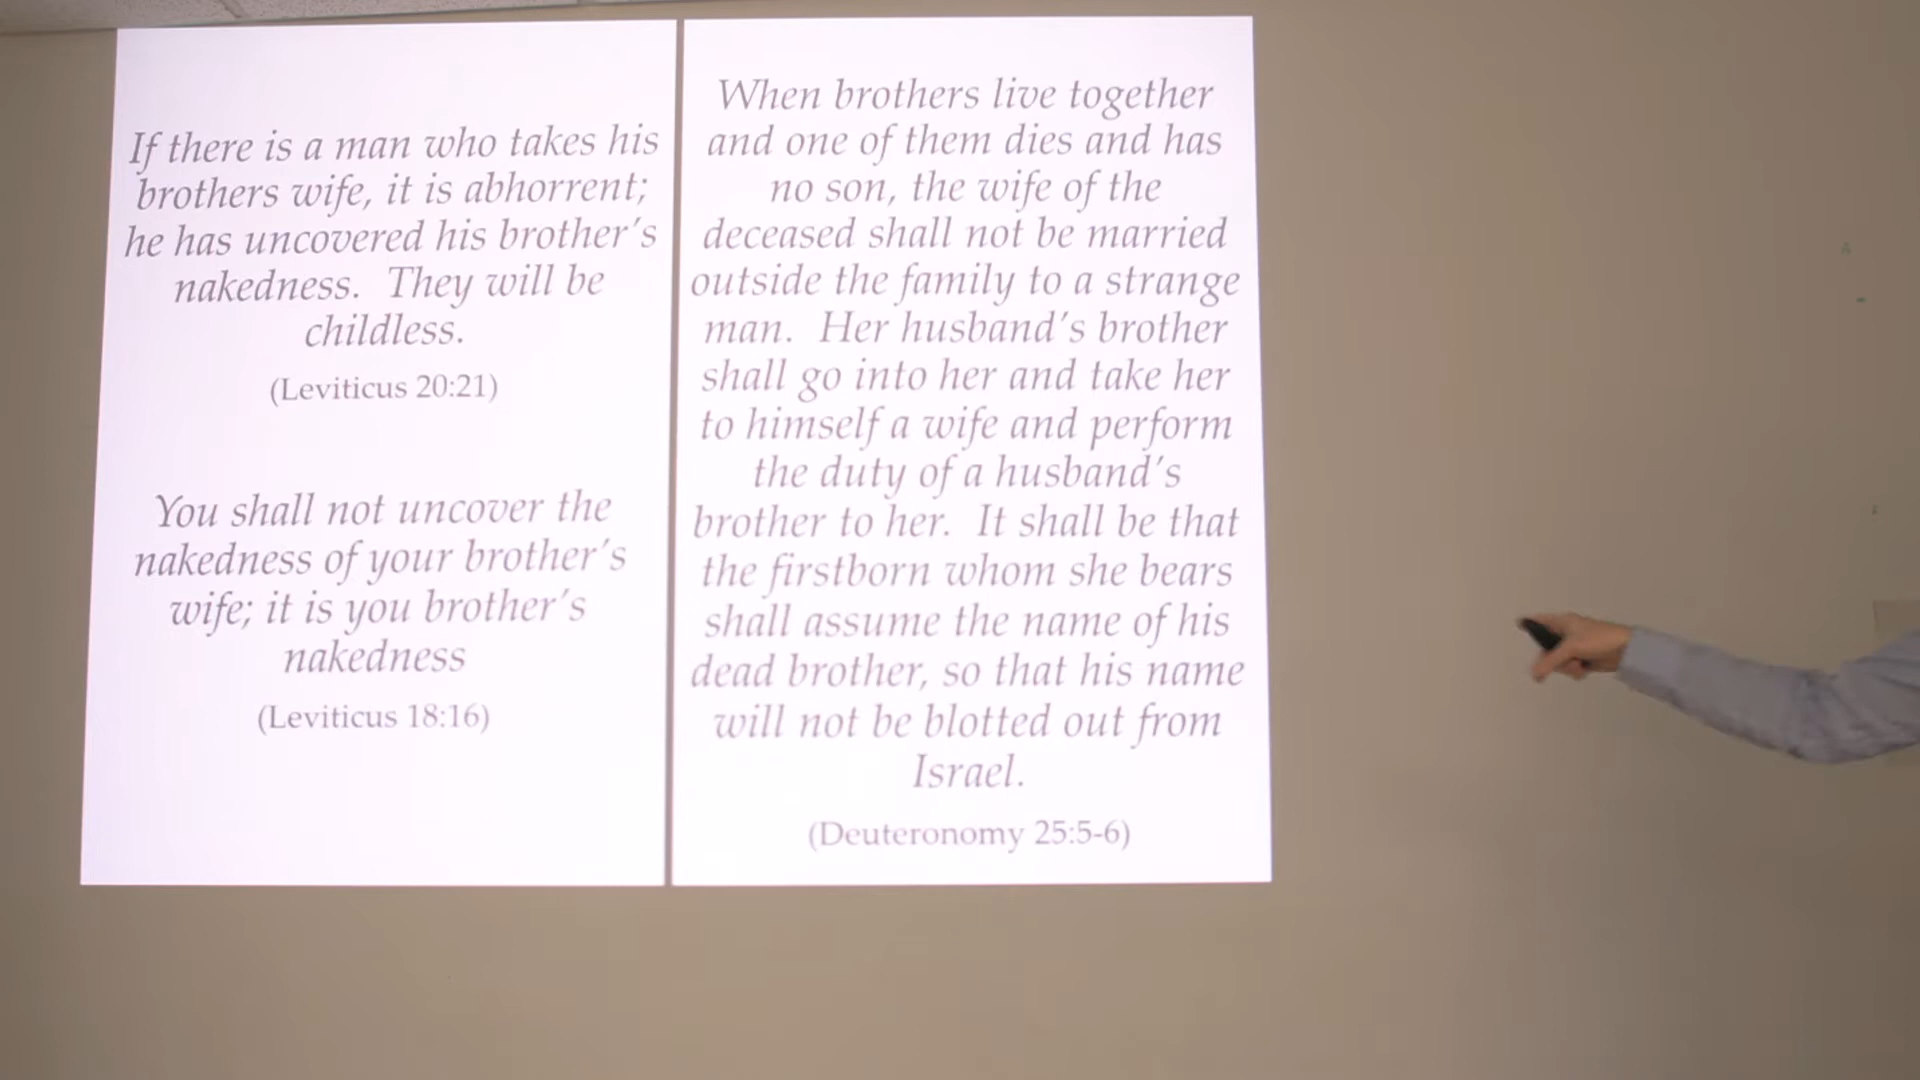 If there is a man who takes his
brothers wife, it is abhorrent;
he has uncovered his brother's
nakedness.  They will be
childless.
(Leviticus 20:21)
You shall not uncover the
nakedness of your brother's
wife; it is you brother's
nakedness
(Leviticus 18:16)
When brothers live together
and one of them dies and has
no son, the wife of the
deceased shall not be married
outside the family to a strange
man.  Her husband's brother
shall go into her and take her
to himself a wife and perform
the duty of a husband's
brother to her.  It shall be that
the firstborn whom she bears
shall assume the name of his
dead brother, so that his name
will not be blotted out from
Israel.
(Deuteronomy 25:5-6)